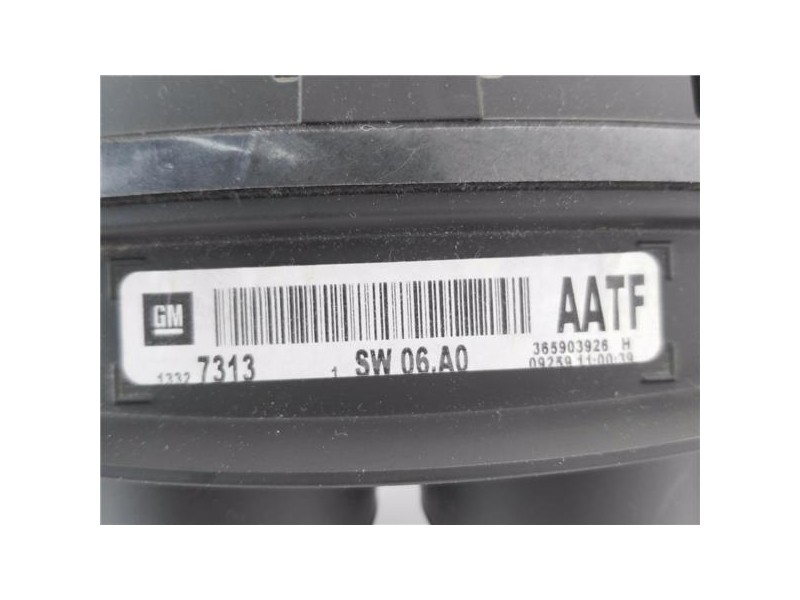 GM
AATF
1332 7313 1 SW 06.A0
365903926 H
09259 11:00:39